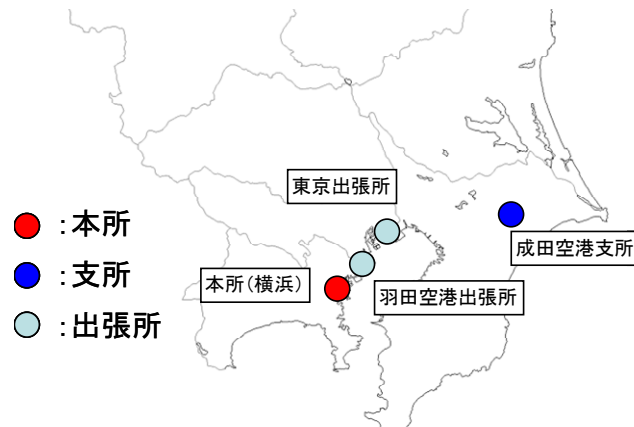 東京出張所
：本所
成田空港支所
：支所
本所（横浜）
羽田空港出張所
：出張所